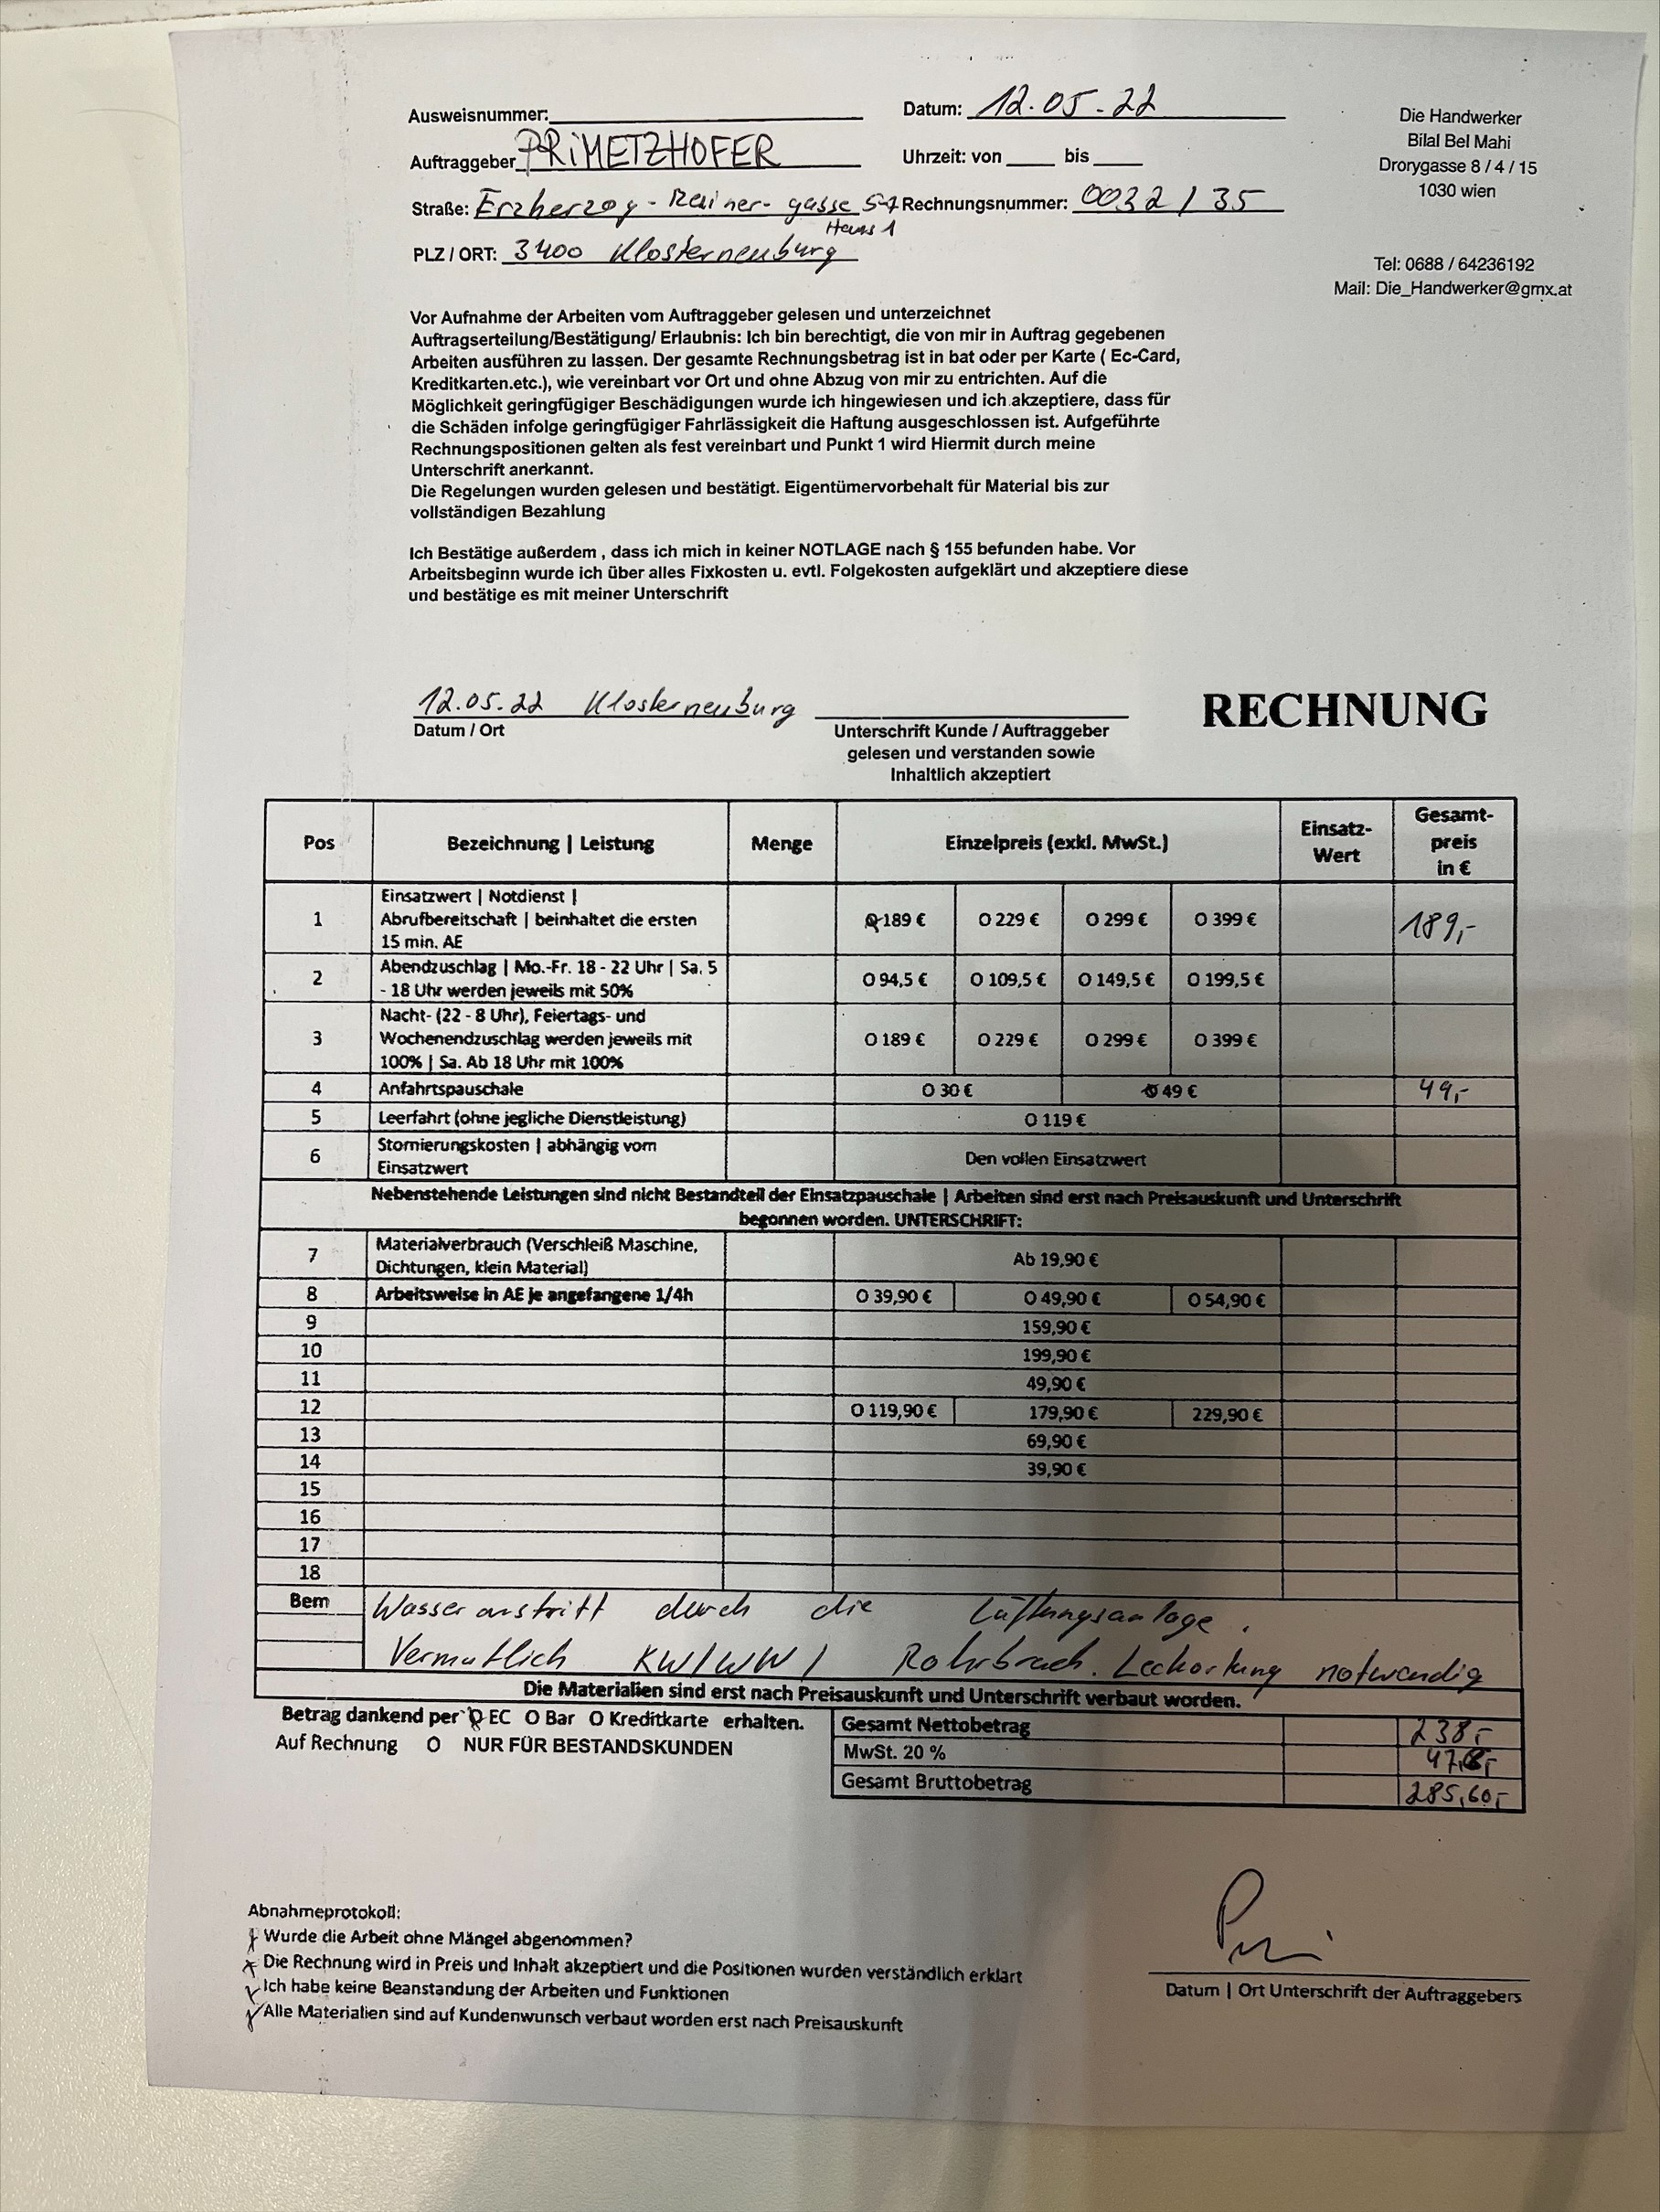 Ausweisnummer:
Datum: 12.05.22
Die Handwerker
Bilal Bel Mahi
Drorygasse 8 / 4 / 15
1030 wien
Auftraggeber PRIMETZHOFER
Uhrzeit: von bis
Straße: Erzherzog-Rainer-gasse 5-7
Haus 1
Rechnungsnummer: 0032 / 35
PLZ / ORT: 3400 Klosterneuburg
Tel: 0688 / 64236192
Mail: Die_Handwerker@gmx.at
Vor Aufnahme der Arbeiten vom Auftraggeber gelesen und unterzeichnet
Auftragserteilung/Bestätigung/ Erlaubnis: Ich bin berechtigt, die von mir in Auftrag gegebenen
Arbeiten ausführen zu lassen. Der gesamte Rechnungsbetrag ist in bat oder per Karte ( Ec-Card,
Kreditkarten.etc.), wie vereinbart vor Ort und ohne Abzug von mir zu entrichten. Auf die
Möglichkeit geringfügiger Beschädigungen wurde ich hingewiesen und ich akzeptiere, dass für
die Schäden infolge geringfügiger Fahrlässigkeit die Haftung ausgeschlossen ist. Aufgeführte
Rechnungspositionen gelten als fest vereinbart und Punkt 1 wird Hiermit durch meine
Unterschrift anerkannt.
Die Regelungen wurden gelesen und bestätigt. Eigentümervorbehalt für Material bis zur
vollständigen Bezahlung
Ich Bestätige außerdem , dass ich mich in keiner NOTLAGE nach § 155 befunden habe. Vor
Arbeitsbeginn wurde ich über alles Fixkosten u. evtl. Folgekosten aufgeklärt und akzeptiere diese
und bestätige es mit meiner Unterschrift
12.05.22 Klosterneuburg
Datum / Ort
Unterschrift Kunde / Auftraggeber
gelesen und verstanden sowie
Inhaltlich akzeptiert
RECHNUNG
Pos Bezeichnung | Leistung Menge Einzelpreis (exkl. MwSt.) Einsatz-Wert Gesamt-preis in €
1 Einsatzwert | Notdienst |
Abrufbereitschaft | beinhaltet die ersten
15 min. AE
O 189 € O 229 € O 299 € O 399 € 189,-
2 Abendzuschlag | Mo.-Fr. 18 - 22 Uhr | Sa. 5
- 18 Uhr werden jeweils mit 50%
O 94,5 € O 109,5 € O 149,5 € O 199,5 €
3 Nacht- (22 - 8 Uhr), Feiertags- und
Wochenendzuschlag werden jeweils mit
100% | Sa. Ab 18 Uhr mit 100%
O 189 € O 229 € O 299 € O 399 €
4 Anfahrtspauschale O 30 € O 49 € 49,-
5 Leerfahrt (ohne jegliche Dienstleistung) O 119 €
6 Stornierungskosten | abhängig vom
Einsatzwert
Den vollen Einsatzwert
Nebenstehende Leistungen sind nicht Bestandteil der Einsatzpauschale | Arbeiten sind erst nach Preisauskunft und Unterschrift
begonnen worden. UNTERSCHRIFT:
7 Materialverbrauch (Verschleiß Maschine,
Dichtungen, klein Material)
Ab 19,90 €
8 Arbeitsweise in AE je angefangene 1/4h O 39,90 € O 49,90 € O 54,90 €
9 159,90 €
10 199,90 €
11 49,90 €
12 O 119,90 € 179,90 € 229,90 €
13 69,90 €
14 39,90 €
15
16
17
18
Bem Wasseraustritt durch die Lüftungsanlage.
Vermutlich KW/WW/ Rohrbruch. Leckortung notwendig
Die Materialien sind erst nach Preisauskunft und Unterschrift verbaut worden.
Betrag dankend per O EC O Bar O Kreditkarte erhalten.
Auf Rechnung O NUR FÜR BESTANDSKUNDEN
Gesamt Nettobetrag 238,-
MwSt. 20 %
Gesamt Bruttobetrag 285,60,-
Abnahmeprotokoll:
Wurde die Arbeit ohne Mängel abgenommen?
Die Rechnung wird in Preis und Inhalt akzeptiert und die Positionen wurden verständlich erklärt
Ich habe keine Beanstandung der Arbeiten und Funktionen
Alle Materialien sind auf Kundenwunsch verbaut worden erst nach Preisauskunft
Datum | Ort Unterschrift der Auftraggebers